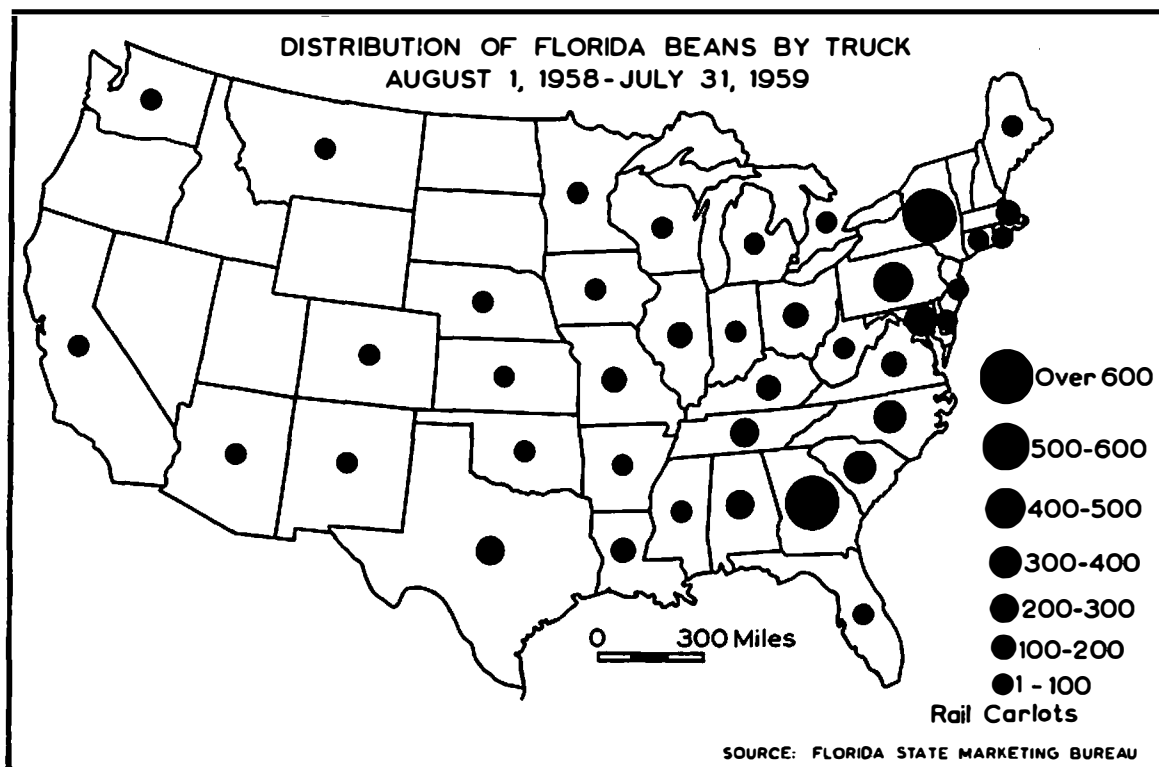 DISTRIBUTION OF FLORIDA BEANS BY TRUCK
AUGUST 1, 1958-JULY 31, 1959
Over 600
500-600
400-500
300-400
200-300
100-200
1-100
Rail Carlots
0 300 Miles
SOURCE: FLORIDA STATE MARKETING BUREAU